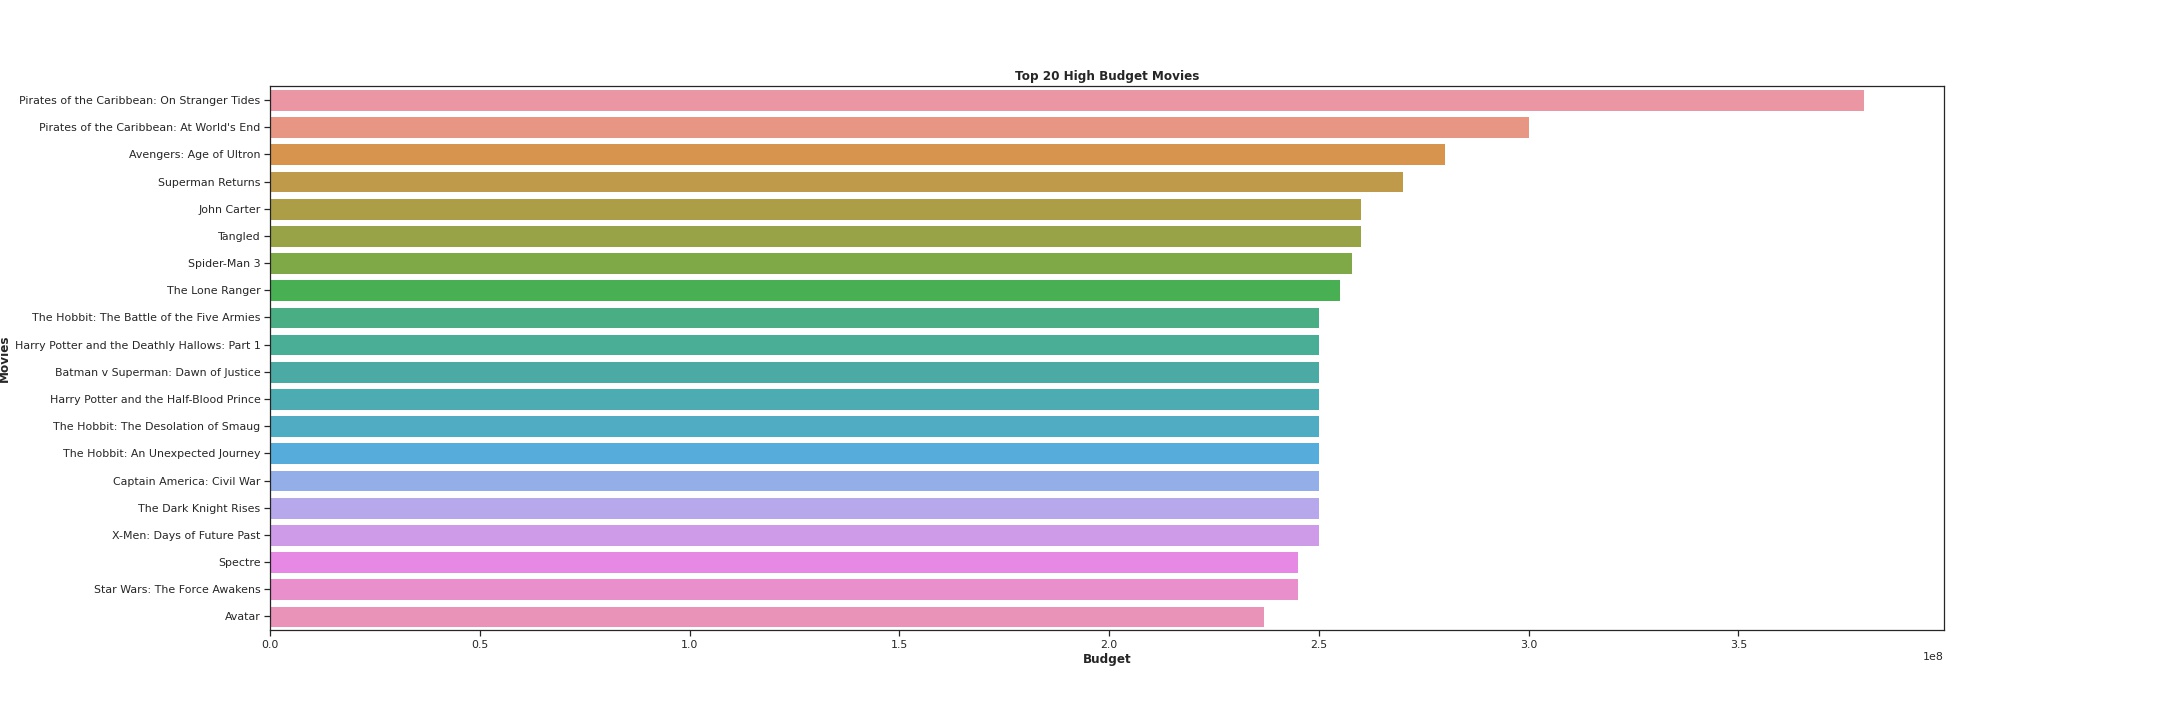 Top 20 High Budget Movies
Pirates of the Caribbean: On Stranger Tides
Pirates of the Caribbean: At World's End
Avengers: Age of Ultron
Superman Returns
John Carter
Tangled
Spider-Man 3
The Lone Ranger
The Hobbit: The Battle of the Five Armies
Harry Potter and the Deathly Hallows: Part 1
Batman v Superman: Dawn of Justice
Harry Potter and the Half-Blood Prince
The Hobbit: The Desolation of Smaug
The Hobbit: An Unexpected Journey
Captain America: Civil War
The Dark Knight Rises
X-Men: Days of Future Past
Spectre
Star Wars: The Force Awakens
Avatar
Movies
0.0 0.5 1.0 1.5 2.0 2.5 3.0 3.5
1e8
Budget